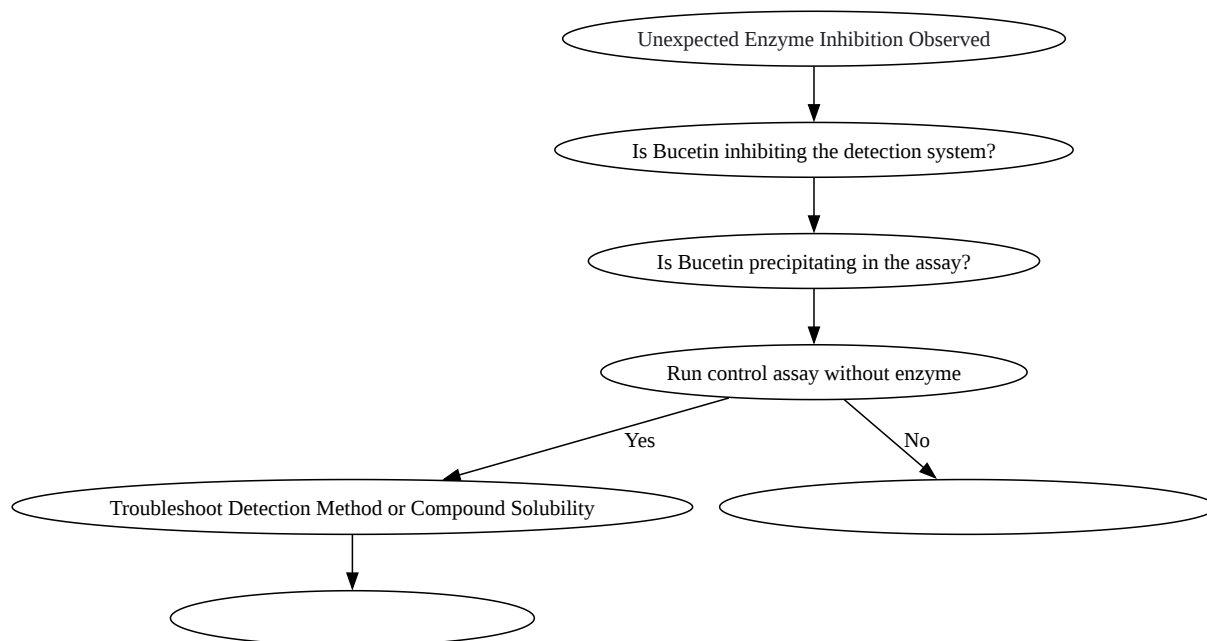 Unexpected Enzyme Inhibition Observed
Is Bucetin inhibiting the detection system?
Is Bucetin precipitating in the assay?
Run control assay without enzyme
Yes
No
Troubleshoot Detection Method or Compound Solubility